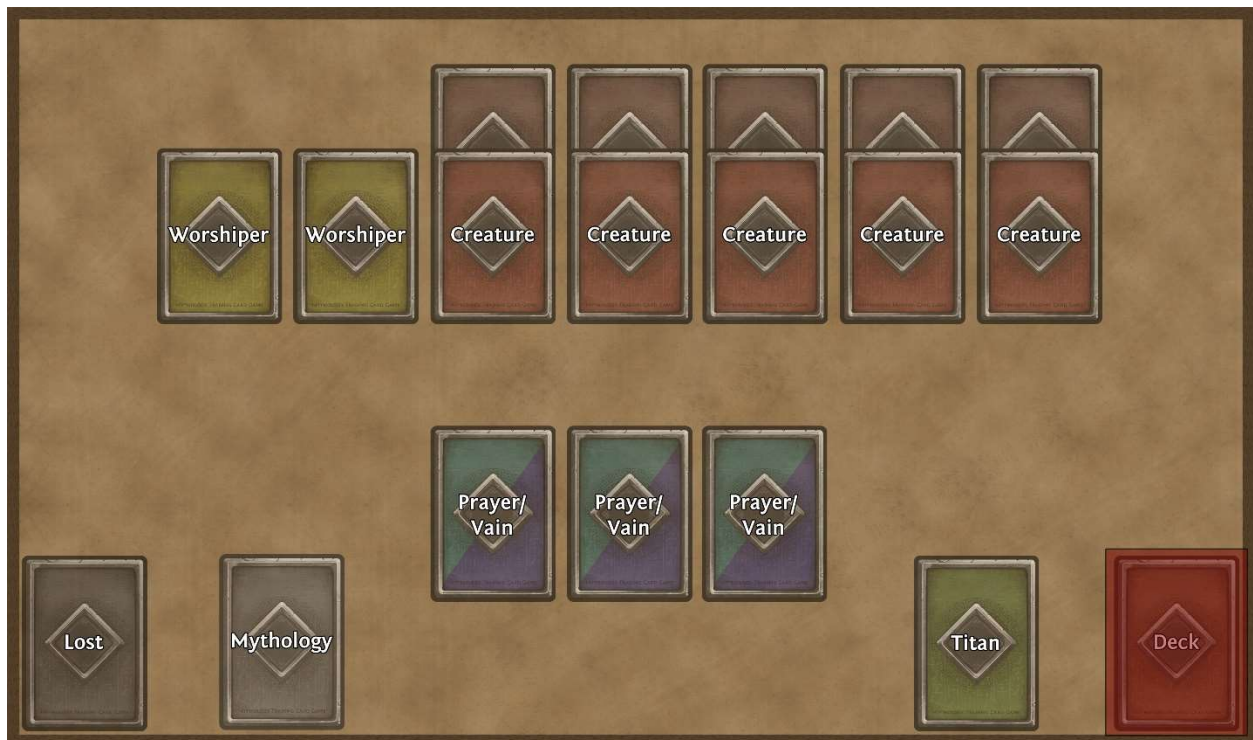 Worshiper
Worshiper
Creature
Creature
Creature
Creature
Creature
Prayer/
Vain
Prayer/
Vain
Prayer/
Vain
Lost
Mythology
Titan
Deck